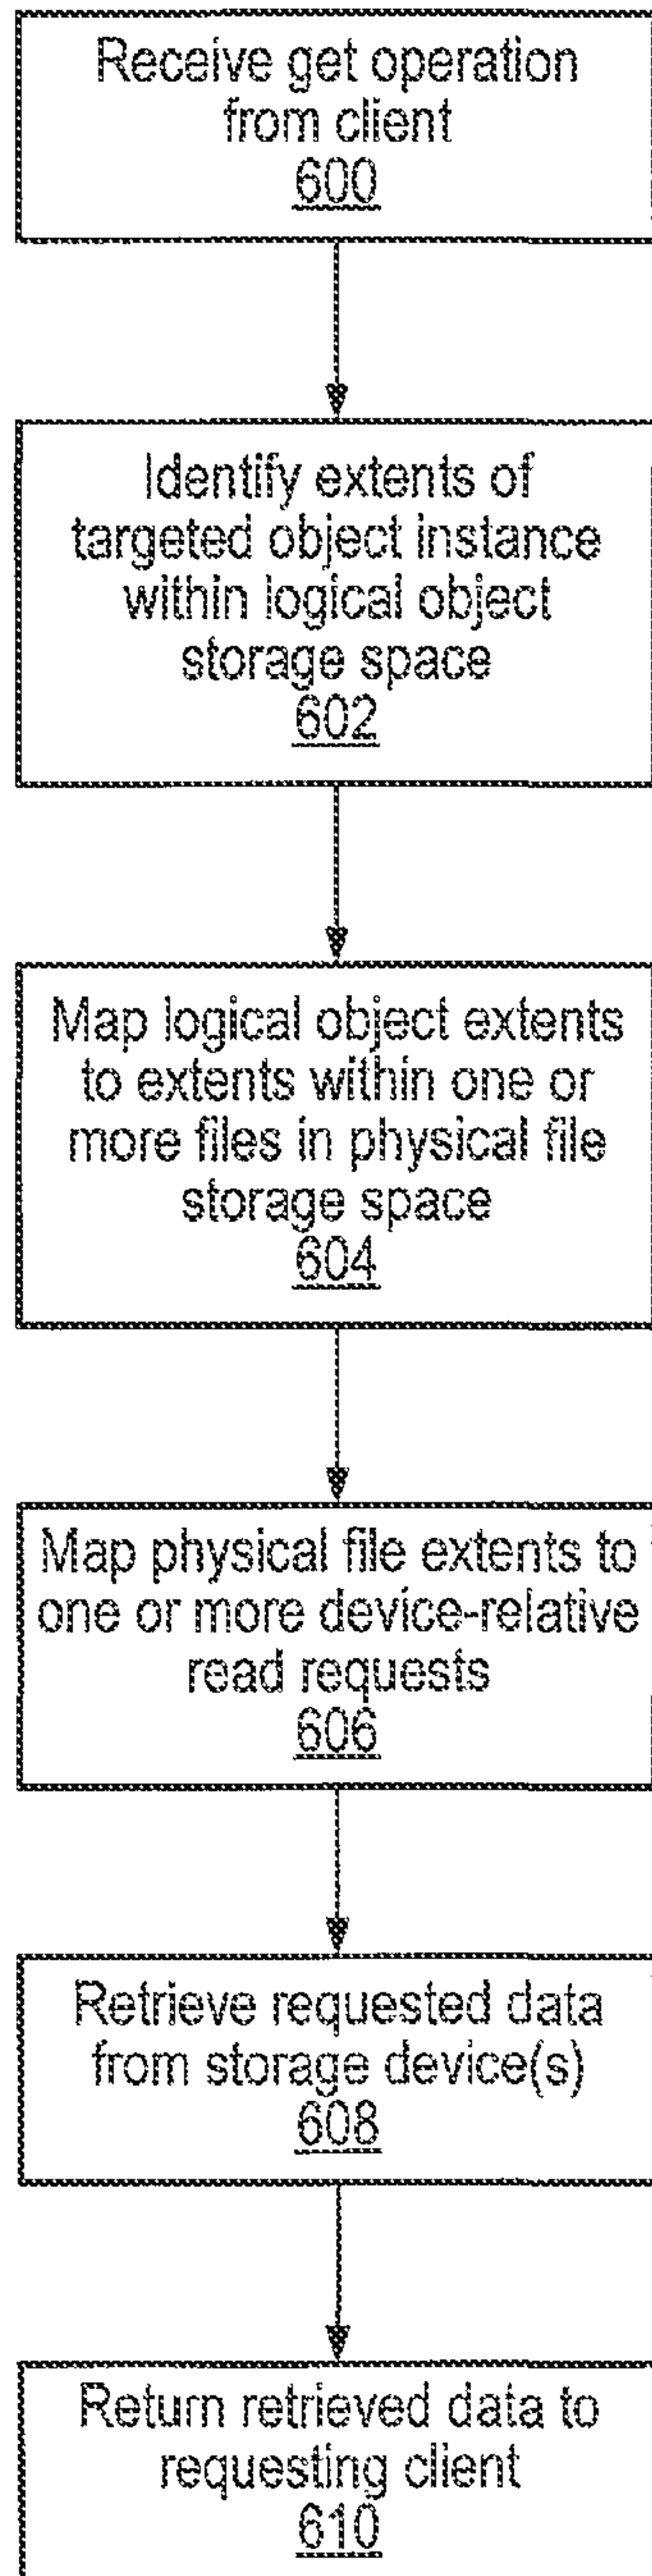 Receive get operation
from client
600
Identify extents of
targeted object instance
within logical object
storage space
602
Map logical object extents
to extents within one or
more files in physical file
storage space
604
Map physical file extents to
one or more device-relative
read requests
606
Retrieve requested data
from storage device(s)
608
Return retrieved data to
requesting client
610